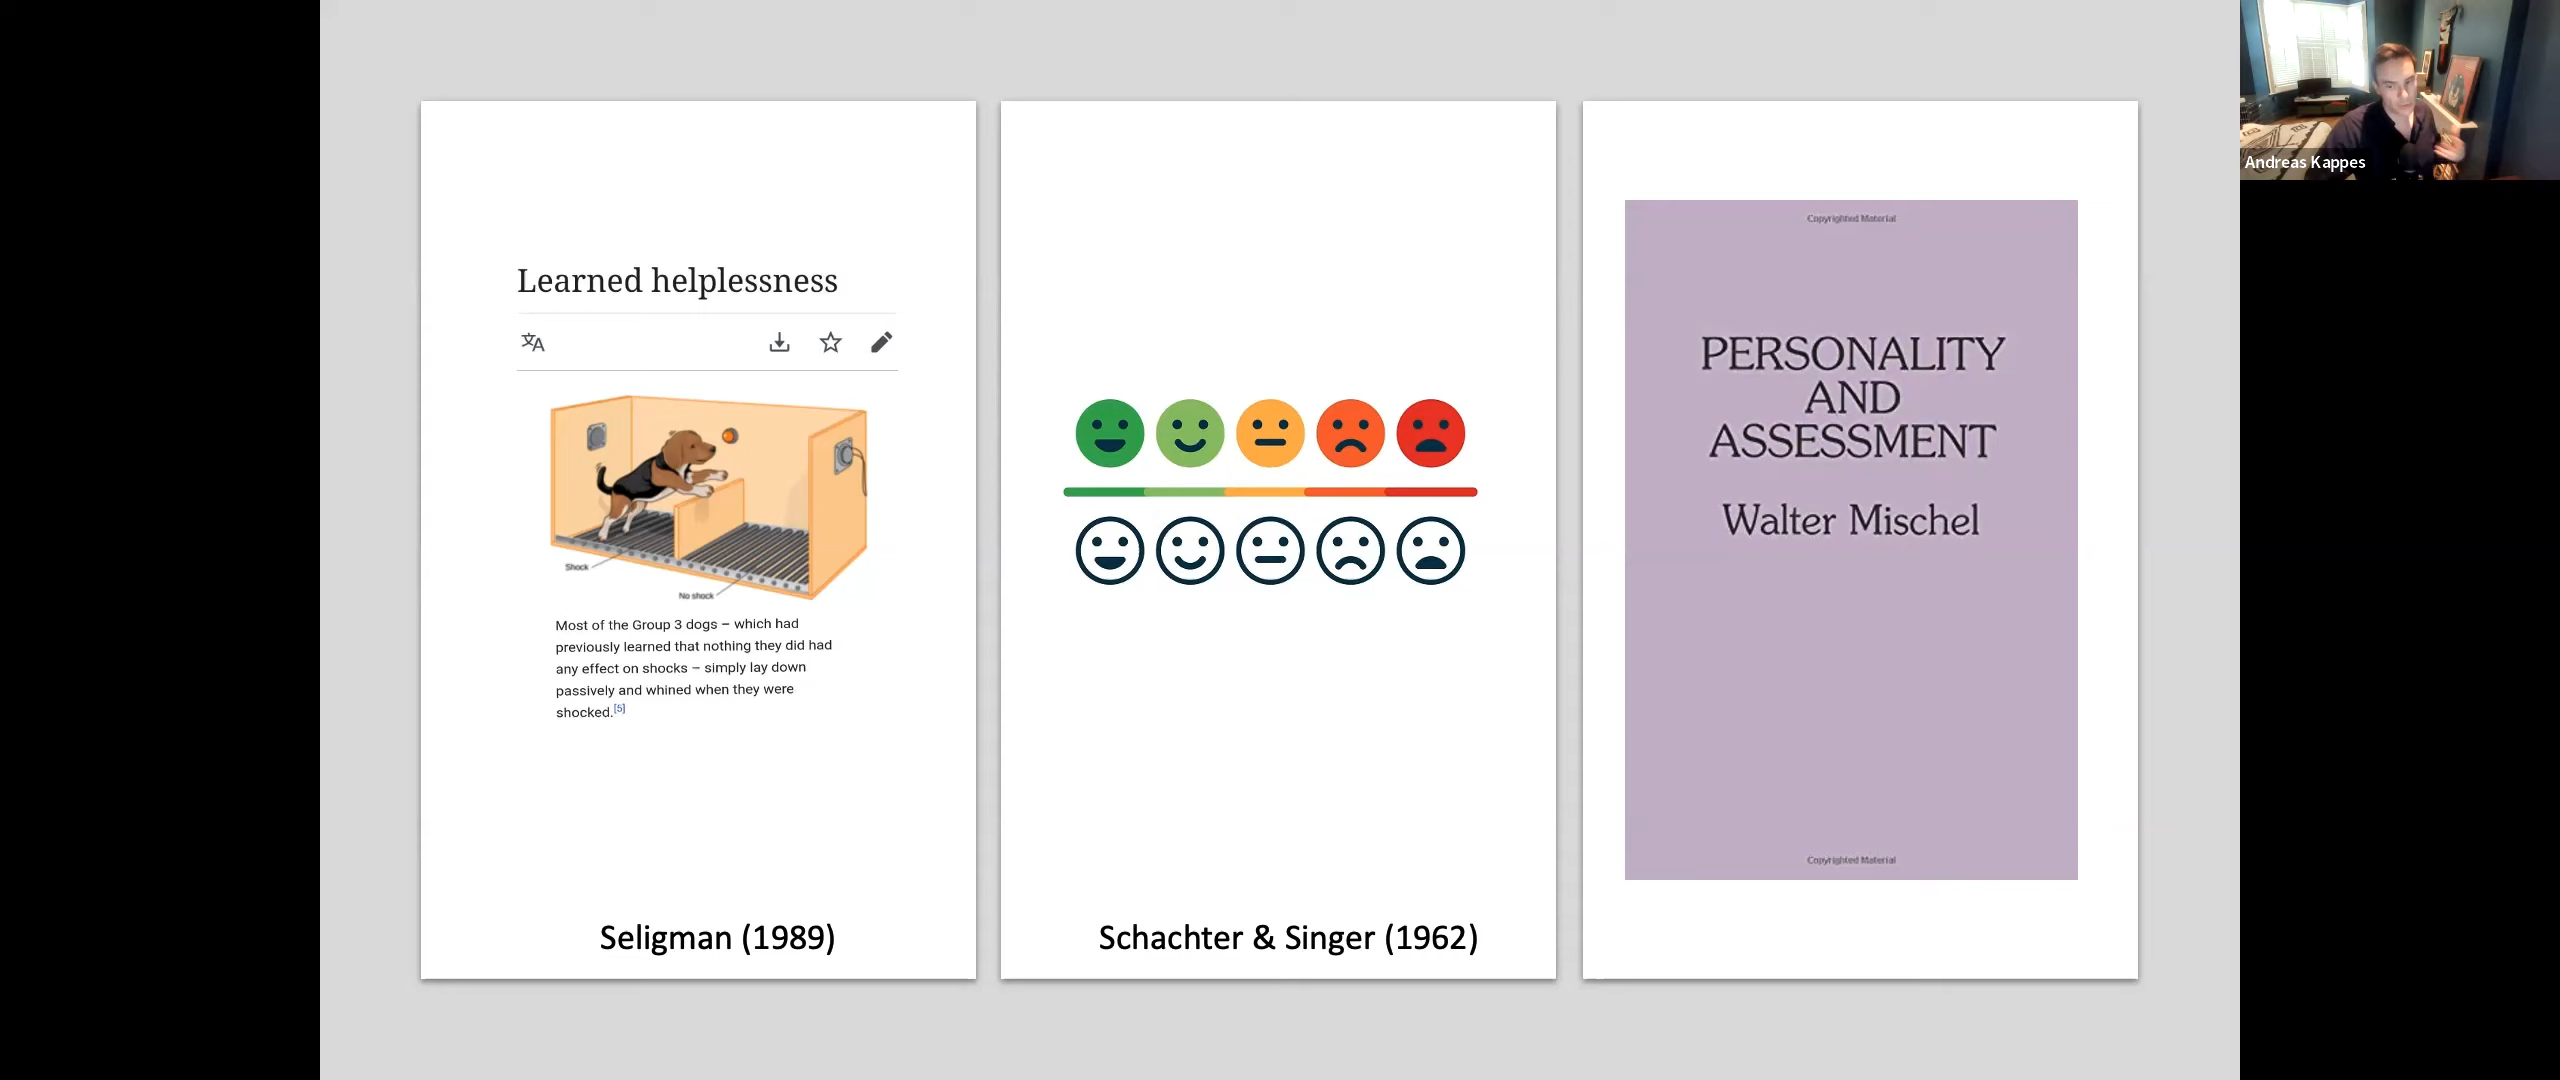 Learned helplessness
文A
Shock
No shock
Most of the Group 3 dogs – which had
previously learned that nothing they did had
any effect on shocks – simply lay down
passively and whined when they were
shocked.[5]
Seligman (1989)
Schachter & Singer (1962)
Copyrighted Material
PERSONALITY
AND
ASSESSMENT
Walter Mischel
Copyrighted Material
Andreas Kappes